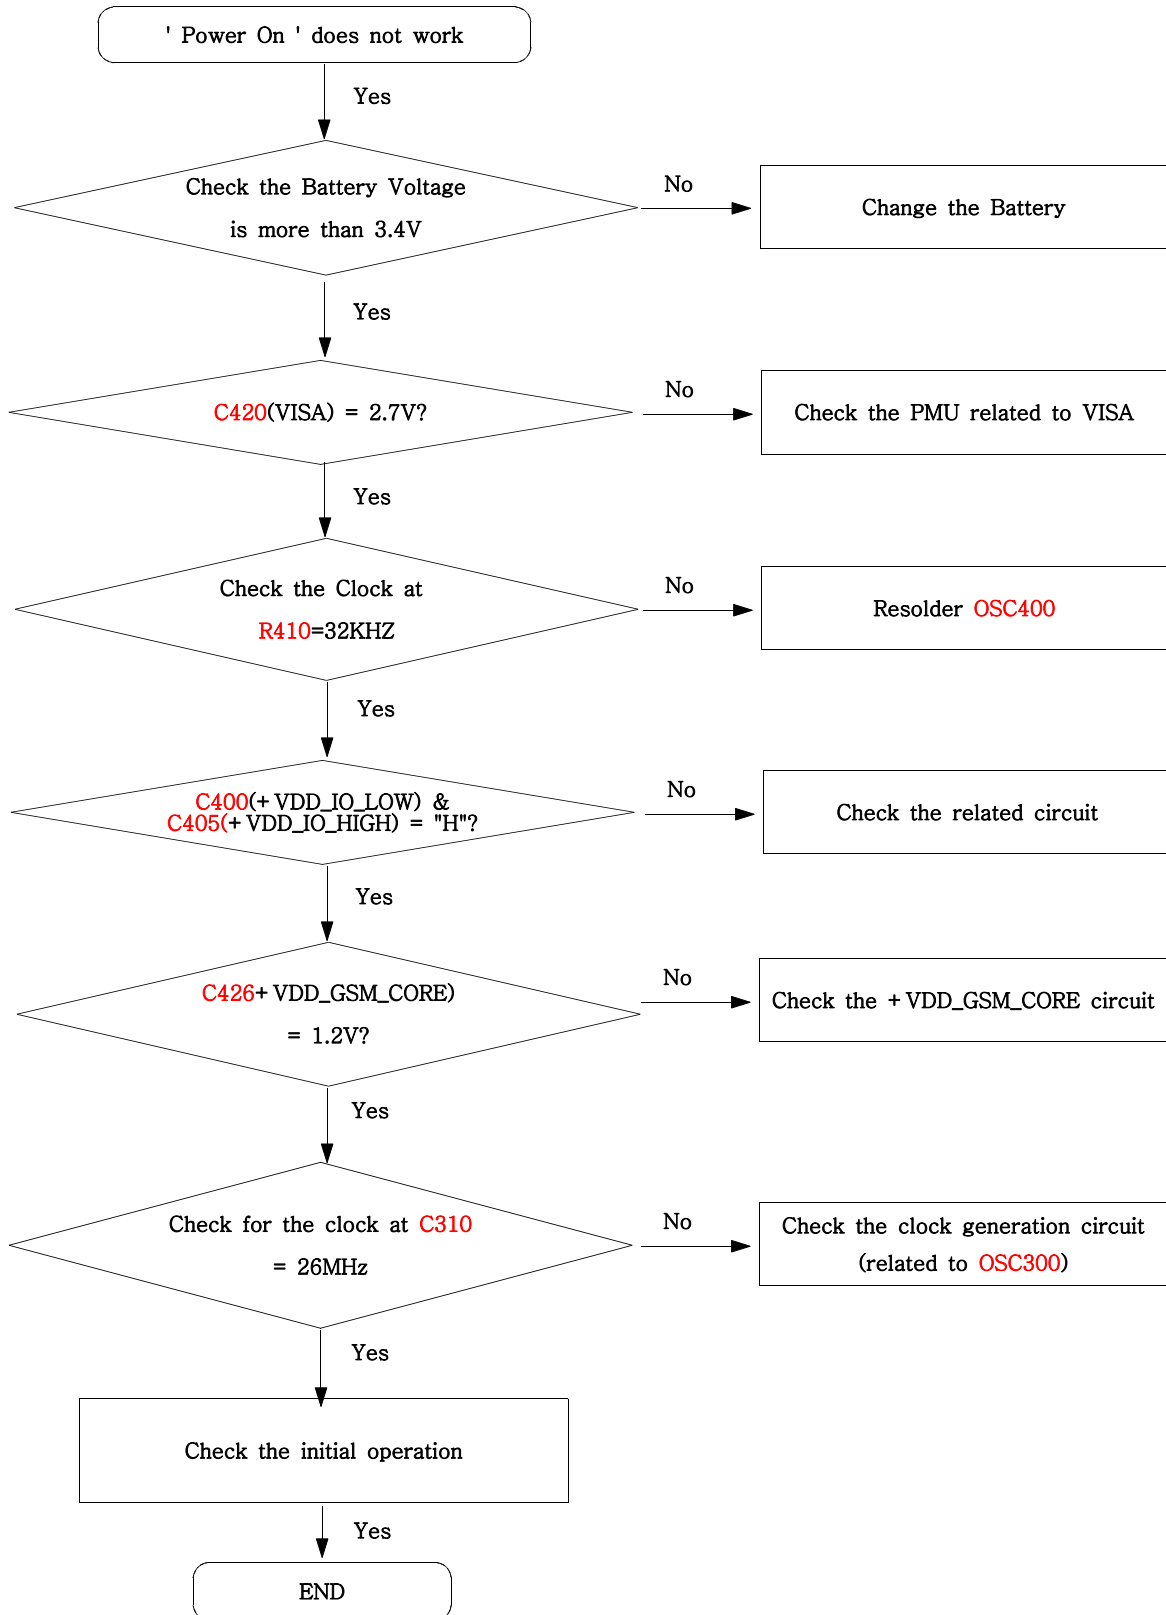 ' Power On ' does not work
Yes
Check the Battery Voltage
is more than 3.4V
No
Change the Battery
Yes
C420(VISA) = 2.7V?
No
Check the PMU related to VISA
Yes
Check the Clock at
R410=32KHZ
No
Resolder OSC400
Yes
C400(+VDD_IO_LOW) &
C405(+VDD_IO_HIGH) = "H"?
No
Check the related circuit
Yes
C426+VDD_GSM_CORE)
= 1.2V?
No
Check the +VDD_GSM_CORE circuit
Yes
Check for the clock at C310
= 26MHz
No
Check the clock generation circuit
(related to OSC300)
Yes
Check the initial operation
Yes
END